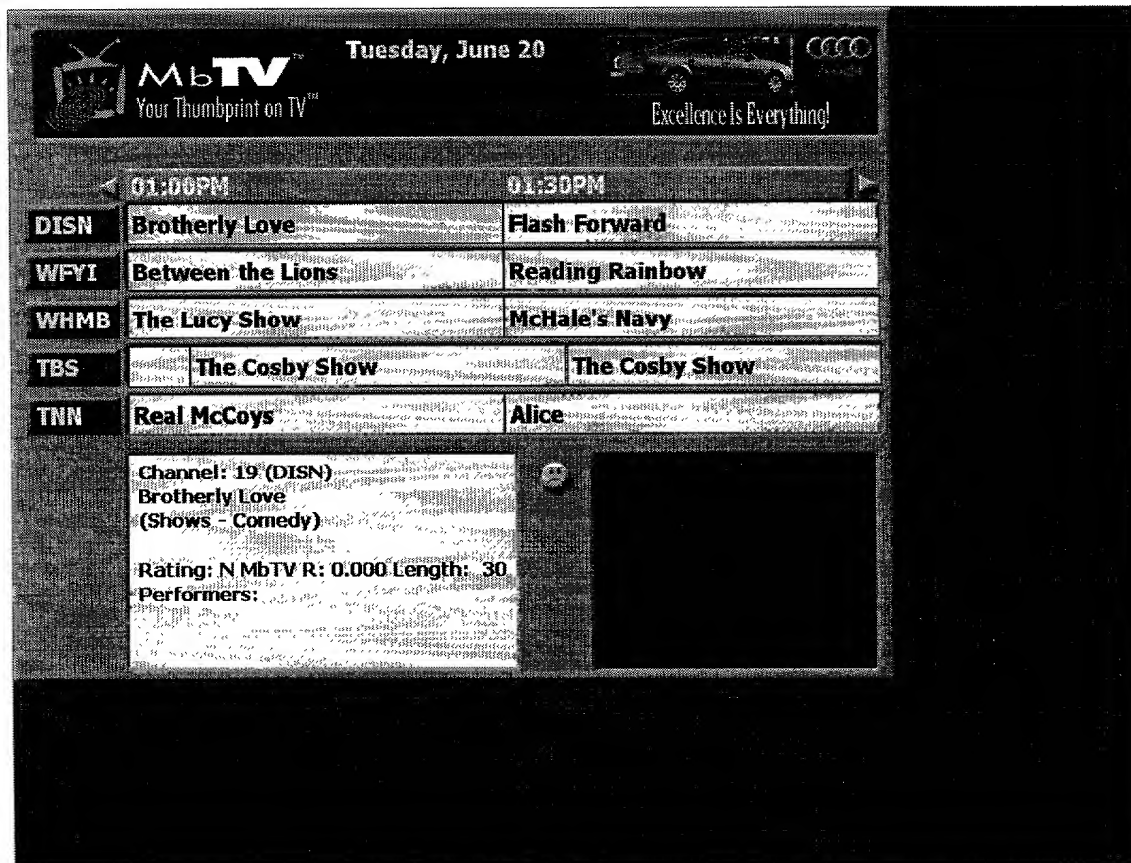 Tuesday, June 20
MbTV™
Your Thumbprint on TV™
Audi
Excellence Is Everything!
01:00PM 01:30PM
DISN Brotherly Love Flash Forward
WFYI Between the Lions Reading Rainbow
WHMB The Lucy Show McHale's Navy
TBS The Cosby Show The Cosby Show
TNN Real McCoys Alice
Channel: 19 (DISN)
Brotherly Love
(Shows - Comedy)
Rating: N MbTV R: 0.000 Length: 30
Performers: